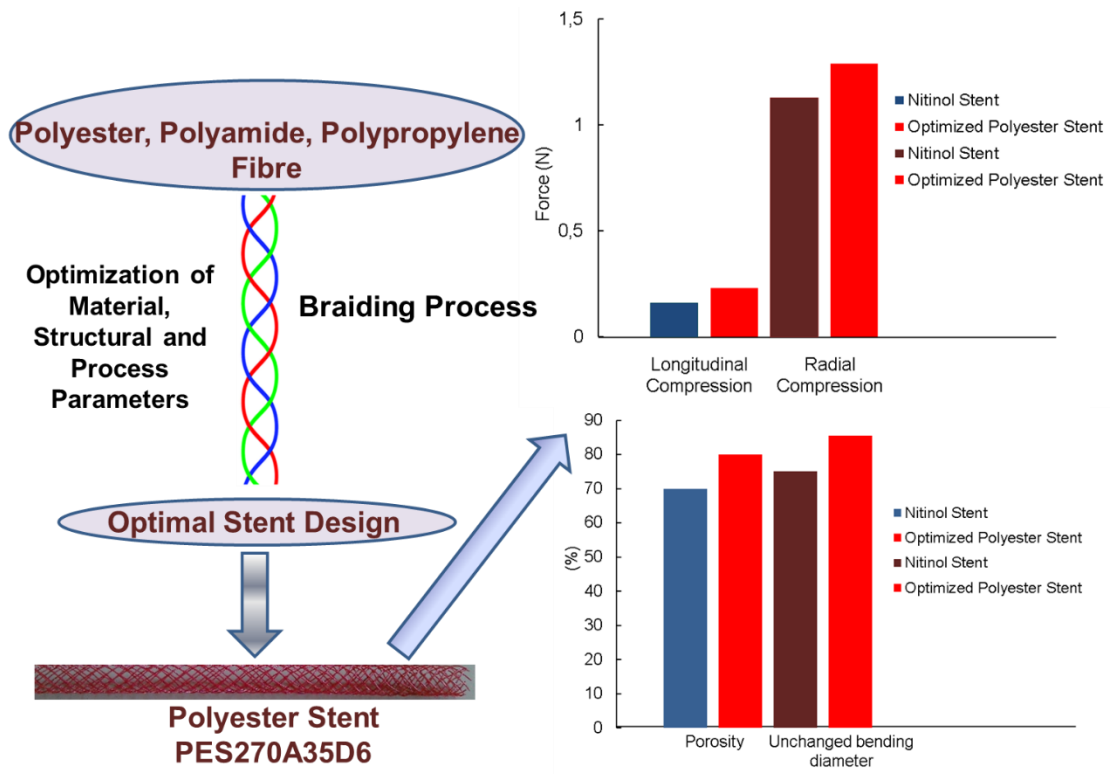 Polyester, Polyamide, Polypropylene
Fibre
Optimization of
Material,
Structural and
Process
Parameters
Braiding Process
Optimal Stent Design
Polyester Stent
PES270A35D6
1,5
1
0,5
0
Force (N)
Longitudinal
Compression
Radial
Compression
Nitinol Stent
Optimized Polyester Stent
Nitinol Stent
Optimized Polyester Stent
90
80
70
60
50
40
30
20
10
0
(%)
Porosity
Unchanged bending
diameter
Nitinol Stent
Optimized Polyester Stent
Nitinol Stent
Optimized Polyester Stent